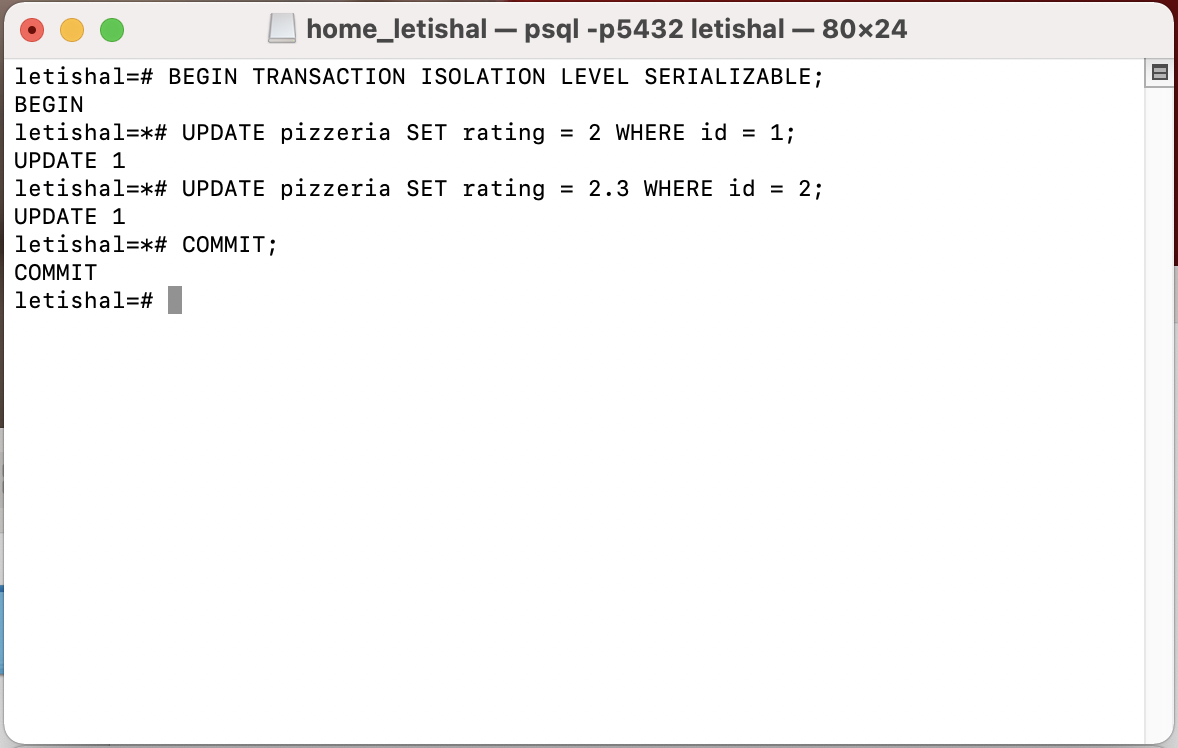 home_letishal — psql -p5432 letishal — 80×24
letishal=# BEGIN TRANSACTION ISOLATION LEVEL SERIALIZABLE;
BEGIN
letishal=*# UPDATE pizzeria SET rating = 2 WHERE id = 1;
UPDATE 1
letishal=*# UPDATE pizzeria SET rating = 2.3 WHERE id = 2;
UPDATE 1
letishal=*# COMMIT;
COMMIT
letishal=#